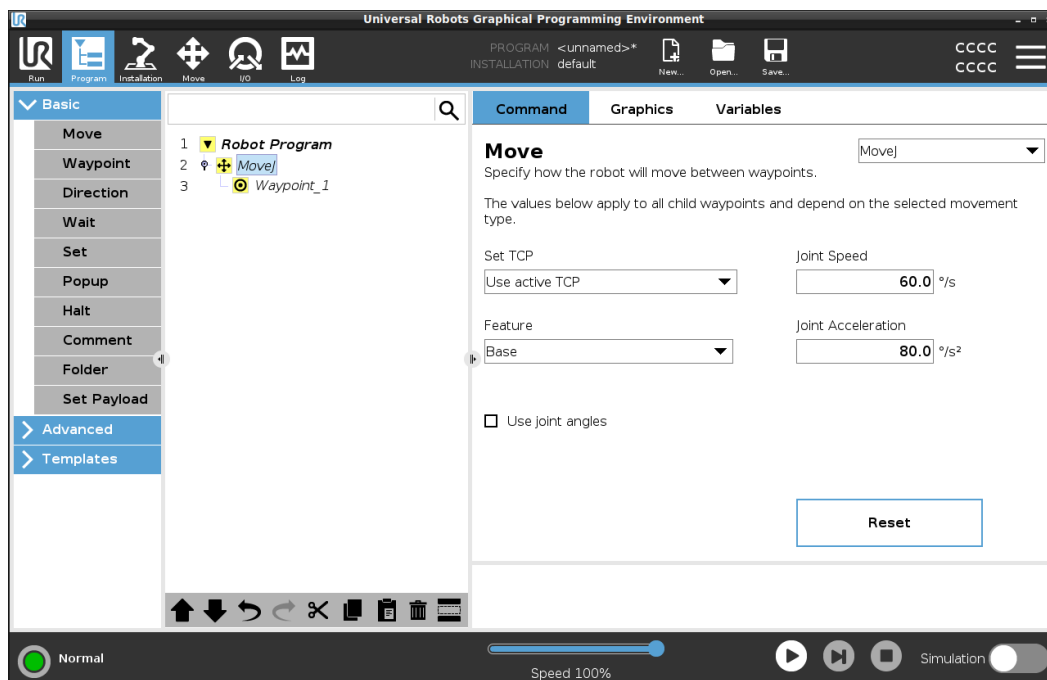 UR
Universal Robots Graphical Programming Environment
UR
Run
Program
Installation
Move
I/O
Log
PROGRAM <unnamed>*
INSTALLATION default
New...
Open...
Save...
CCCC
CCCC
Basic
Move
Waypoint
Direction
Wait
Set
Popup
Halt
Comment
Folder
Set Payload
Advanced
Templates
1 Robot Program
2 MoveJ
3 Waypoint_1
Command Graphics Variables
Move
MoveJ
Specify how the robot will move between waypoints.
The values below apply to all child waypoints and depend on the selected movement
type.
Set TCP
Joint Speed
Use active TCP
60.0 °/s
Feature
Joint Acceleration
Base
80.0 °/s²
Use joint angles
Reset
Normal
Speed 100%
Simulation